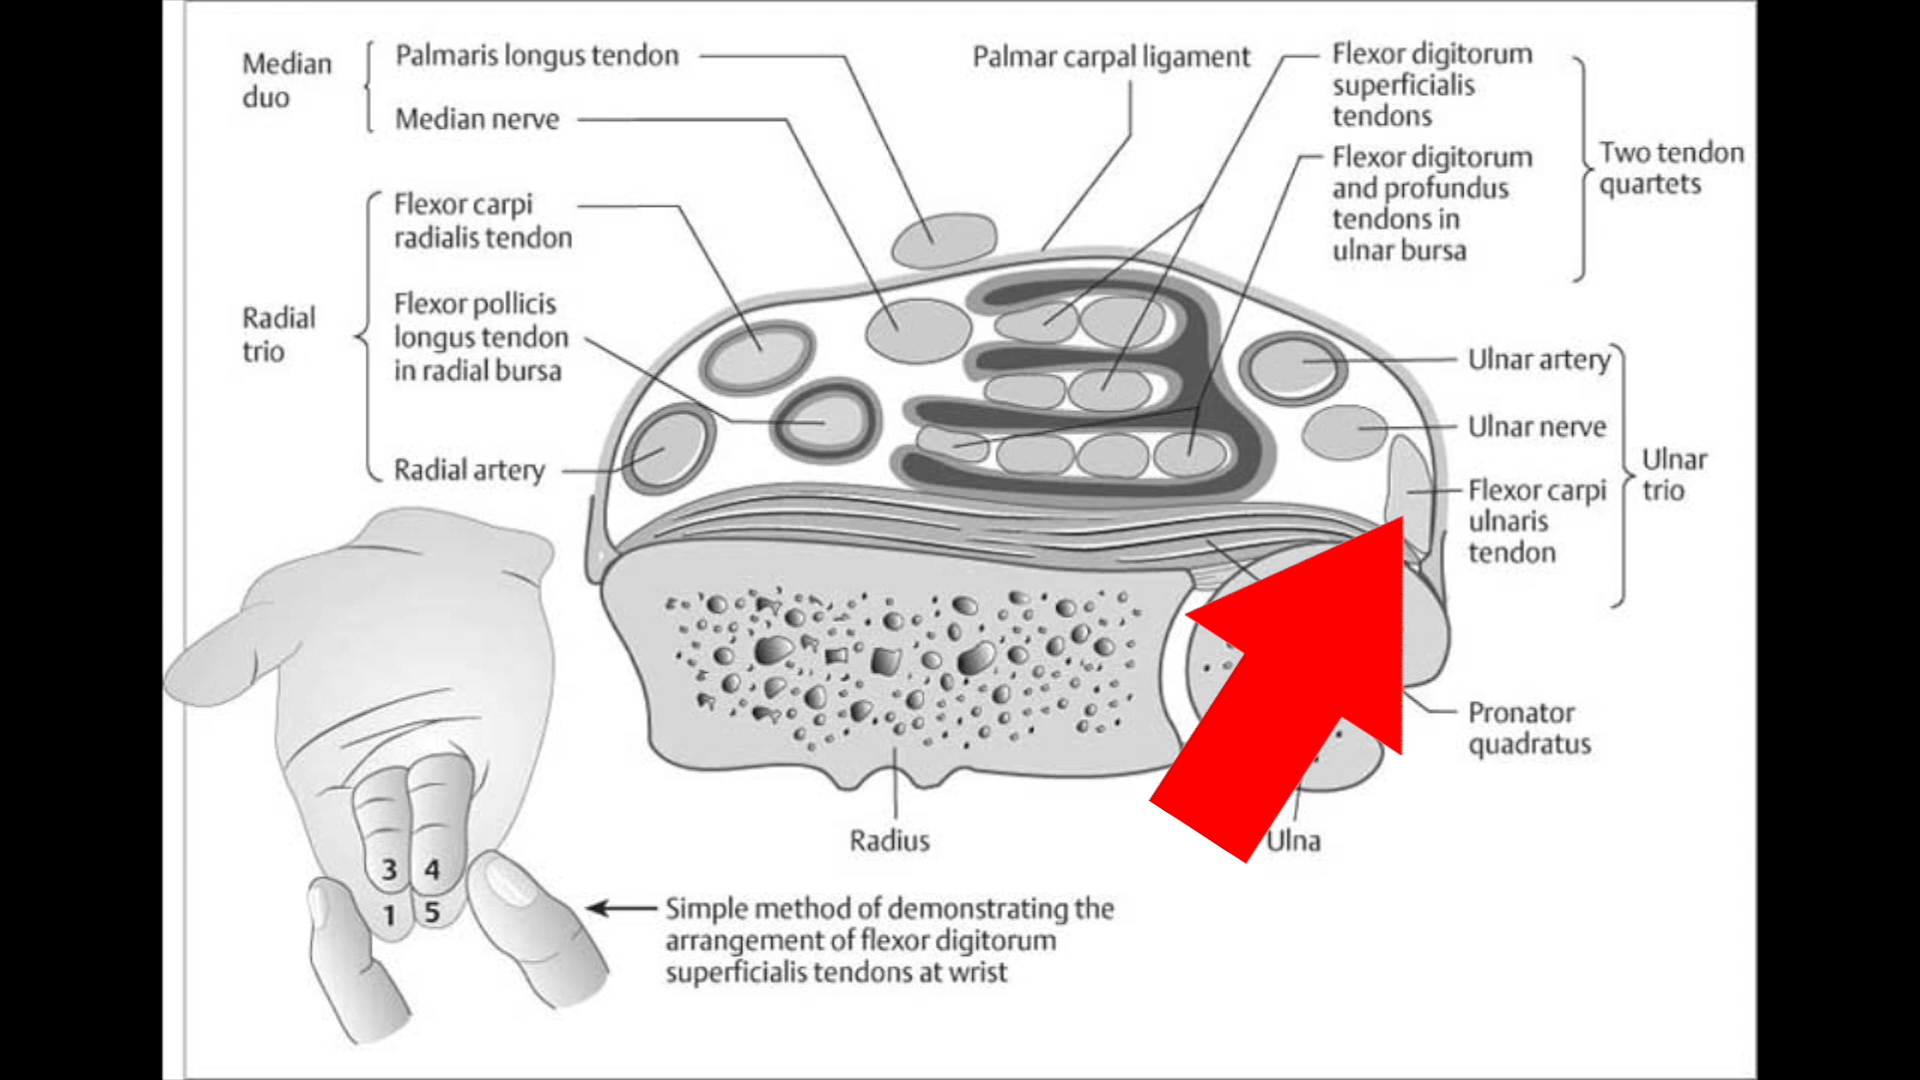 Median
duo
Palmaris longus tendon
Median nerve
Radial
trio
Flexor carpi
radialis tendon
Flexor pollicis
longus tendon
in radial bursa
Radial artery
Palmar carpal ligament
Flexor digitorum
superficialis
tendons
Flexor digitorum
and profundus
tendons in
ulnar bursa
Two tendon
quartets
Ulnar artery
Ulnar nerve
Flexor carpi
ulnaris
tendon
Ulnar
trio
Pronator
quadratus
Radius
Ulna
3 4
1 5
Simple method of demonstrating the
arrangement of flexor digitorum
superficialis tendons at wrist